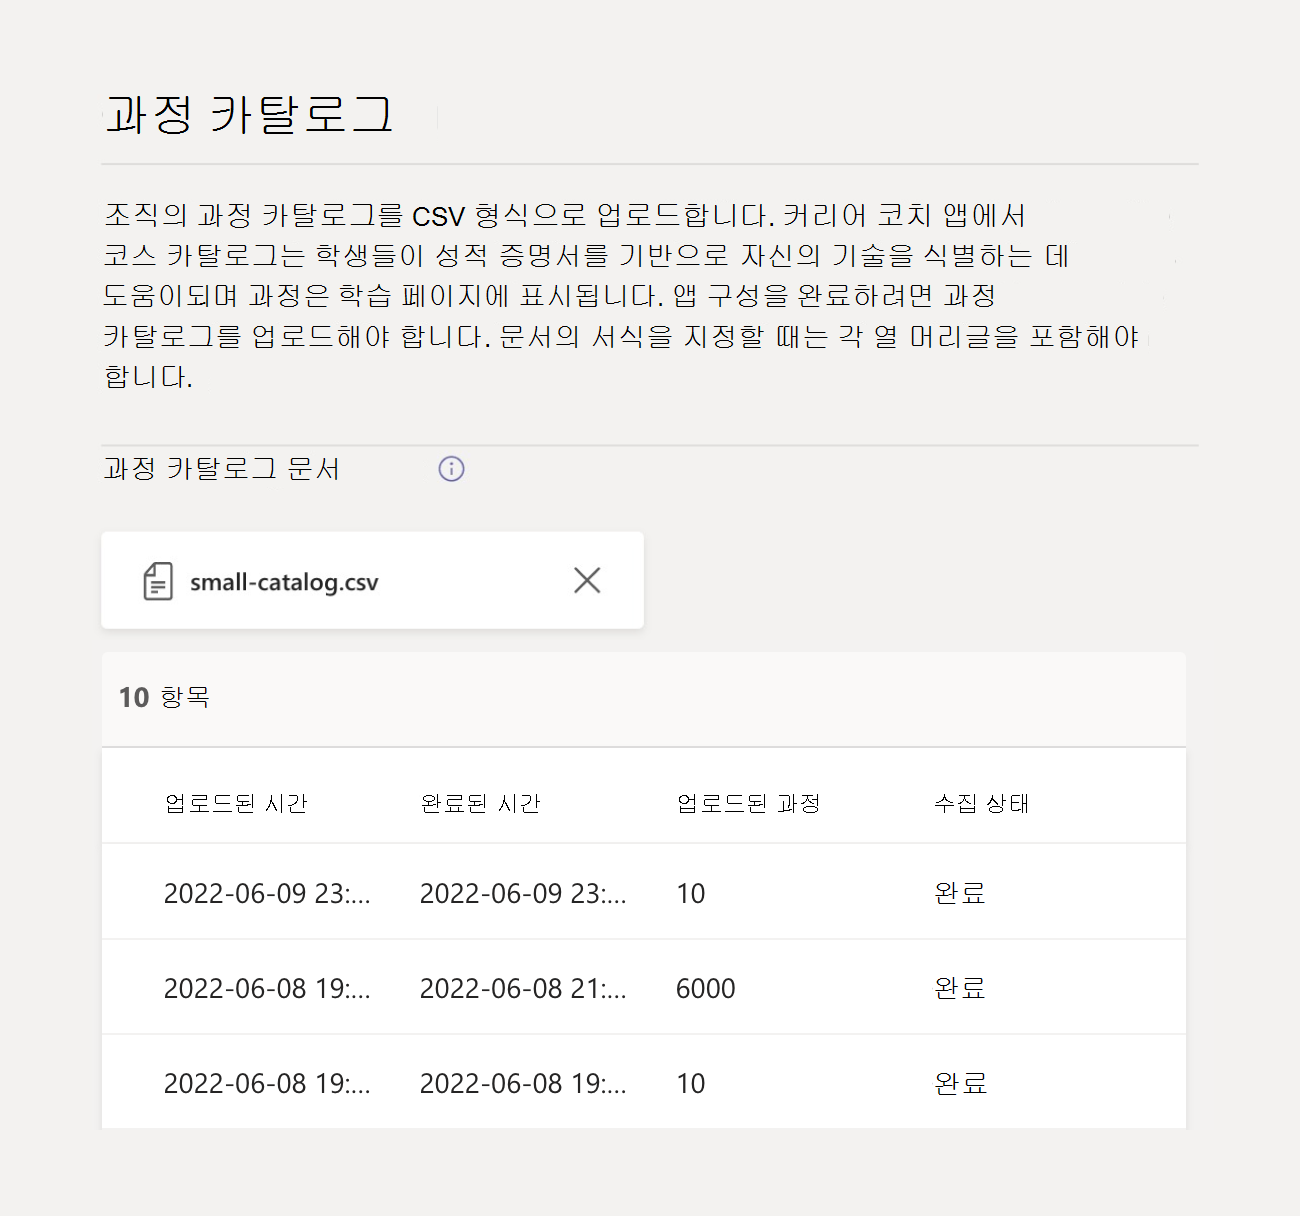 과정 카탈로그
조직의 과정 카탈로그를 CSV 형식으로 업로드합니다. 커리어 코치 앱에서
코스 카탈로그는 학생들이 성적 증명서를 기반으로 자신의 기술을 식별하는 데
도움이되며 과정은 학습 페이지에 표시됩니다. 앱 구성을 완료하려면 과정
카탈로그를 업로드해야 합니다. 문서의 서식을 지정할 때는 각 열 머리글을 포함해야
합니다.
과정 카탈로그 문서
small-catalog.csv
10 항목
업로드된 시간 완료된 시간 업로드된 과정 수집 상태
2022-06-09 23:... 2022-06-09 23:... 10 완료
2022-06-08 19:... 2022-06-08 21:... 6000 완료
2022-06-08 19:... 2022-06-08 19:... 10 완료